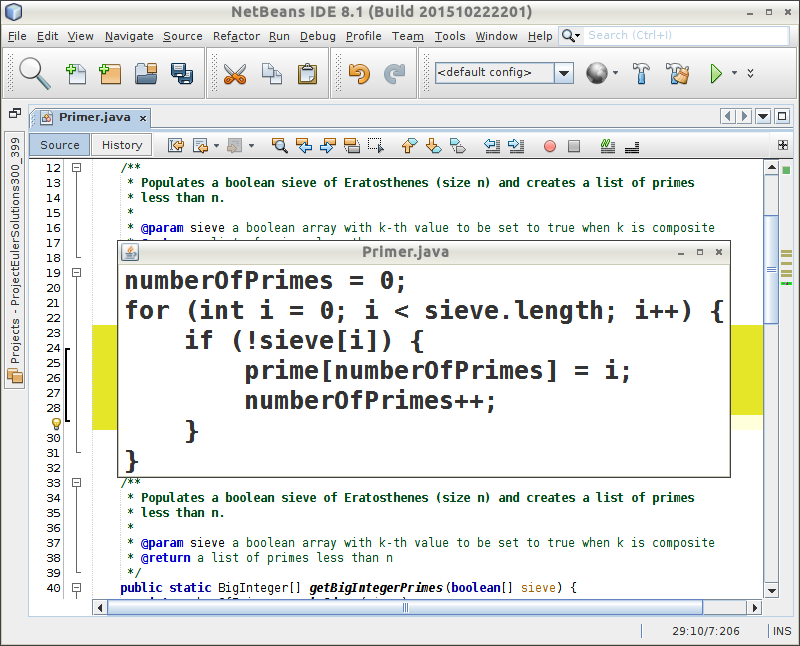 NetBeans IDE 8.1 (Build 201510222201)
File Edit View Navigate Source Refactor Run Debug Profile Team Tools Window Help Search (Ctrl+I)
<default config>
Primer.java
Source History
Projects - ProjectEulerSolutions300_399
12 /**
13 * Populates a boolean sieve of Eratosthenes (size n) and creates a list of primes
14 * less than n.
15 *
16 * @param sieve a boolean array with k-th value to be set to true when k is composite
17
18
19
20
21
22
23
24
25
26
27
28
30
31
32
Primer.java
numberOfPrimes = 0;
for (int i = 0; i < sieve.length; i++) {
if (!sieve[i]) {
prime[numberOfPrimes] = i;
numberOfPrimes++;
}
}
33 /**
34 * Populates a boolean sieve of Eratosthenes (size n) and creates a list of primes
35 * less than n.
36 *
37 * @param sieve a boolean array with k-th value to be set to true when k is composite
38 * @return a list of primes less than n
39 */
40 public static BigInteger[] getBigIntegerPrimes(boolean[] sieve) {
29:10/7:206 INS